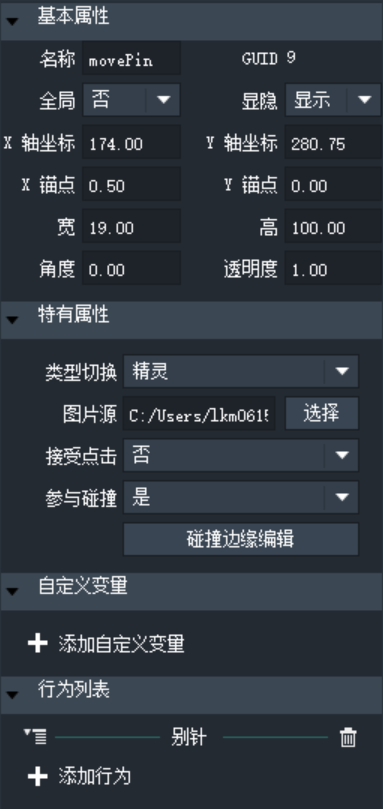 基本属性
名称 movePin GUID 9
全局 否 显隐 显示
X 轴坐标 174.00 Y 轴坐标 280.75
X 锚点 0.50 Y 锚点 0.00
宽 19.00 高 100.00
角度 0.00 透明度 1.00
特有属性
类型切换 精灵
图片源 C:/Users/lkm0615 选择
接受点击 否
参与碰撞 是
碰撞边缘编辑
自定义变量
添加自定义变量
行为列表
别针
添加行为